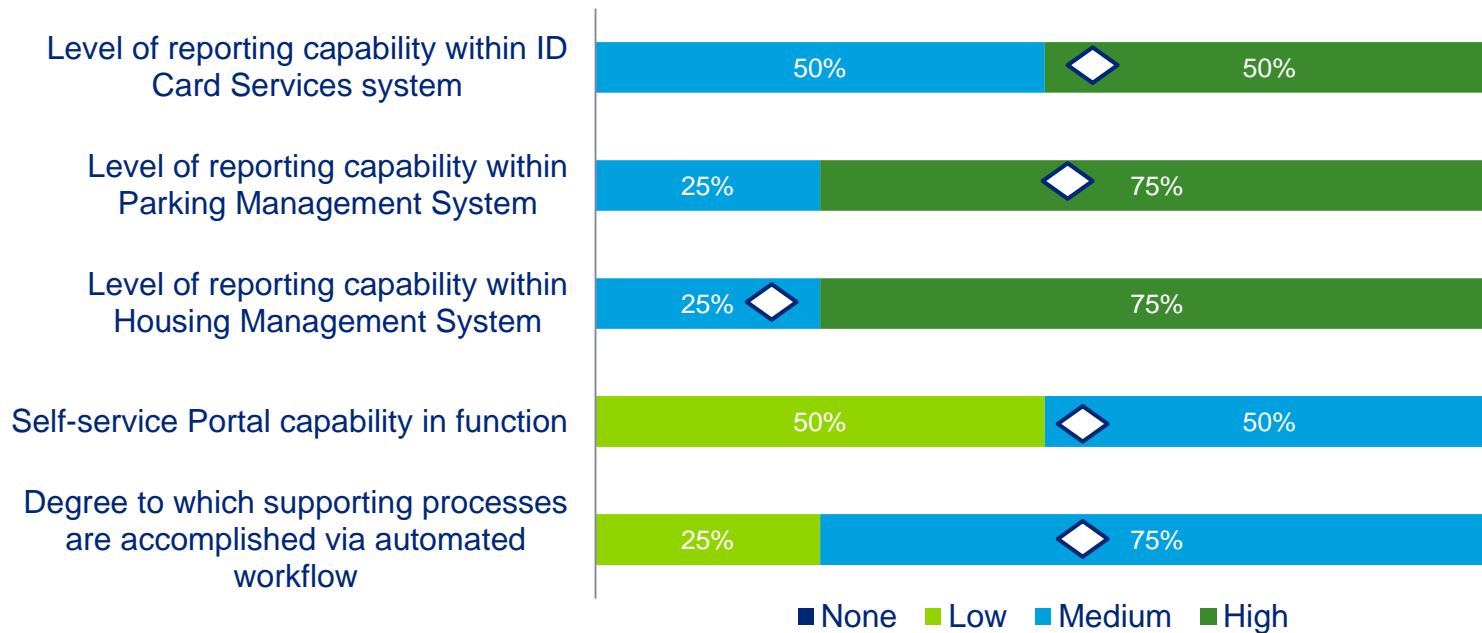 Level of reporting capability within ID
Card Services system
50%
50%
Level of reporting capability within
Parking Management System
25%
75%
Level of reporting capability within
Housing Management System
25%
75%
Self-service Portal capability in function
50%
50%
Degree to which supporting processes
are accomplished via automated
workflow
25%
75%
None Low Medium High